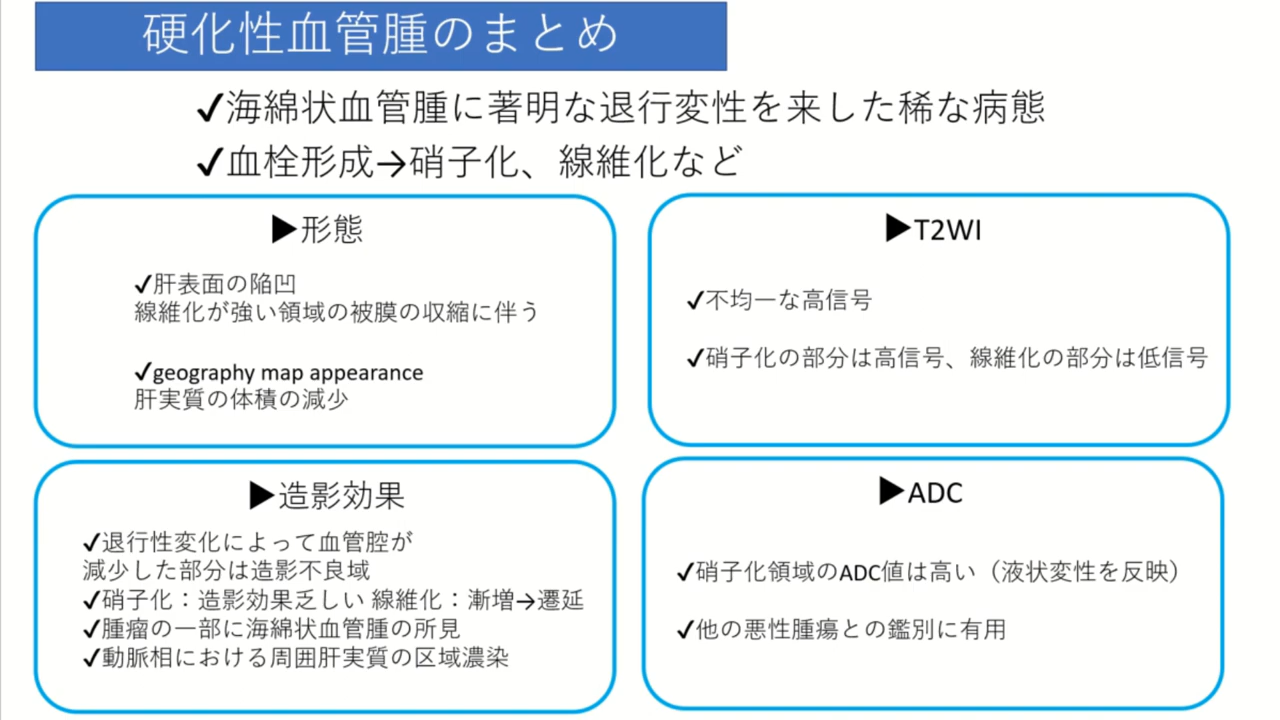 硬化性血管腫のまとめ
✓海綿状血管腫に著明な退行変性を来した稀な病態
✓血栓形成→硝子化、線維化など
▶形態
✓肝表面の陥凹
線維化が強い領域の被膜の収縮に伴う
✓geography map appearance
肝実質の体積の減少
▶T2WI
✓不均一な高信号
✓硝子化の部分は高信号、線維化の部分は低信号
▶造影効果
✓退行性変化によって血管腔が
減少した部分は造影不良域
✓硝子化：造影効果乏しい 線維化：漸増→遷延
✓腫瘤の一部に海綿状血管腫の所見
✓動脈相における周囲肝実質の区域濃染
▶ADC
✓硝子化領域のADC値は高い（液状変性を反映）
✓他の悪性腫瘍との鑑別に有用